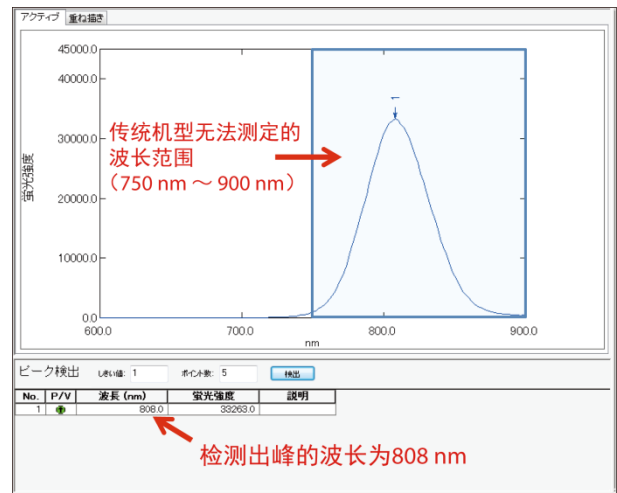 アクティブ 重ね描き
45000.0
40000.0
30000.0
20000.0
10000.0
0.0
蛍光強度
1
传统机型无法测定的
波长范围
（750 nm ～ 900 nm）
600.0 700.0 800.0 900.0
nm
ピーク検出 しきい値: 1 ポイント数: 5 検出
No. P/V 波長 (nm) 蛍光強度 説明
1 808.0 33263.0
检测出峰的波长为808 nm